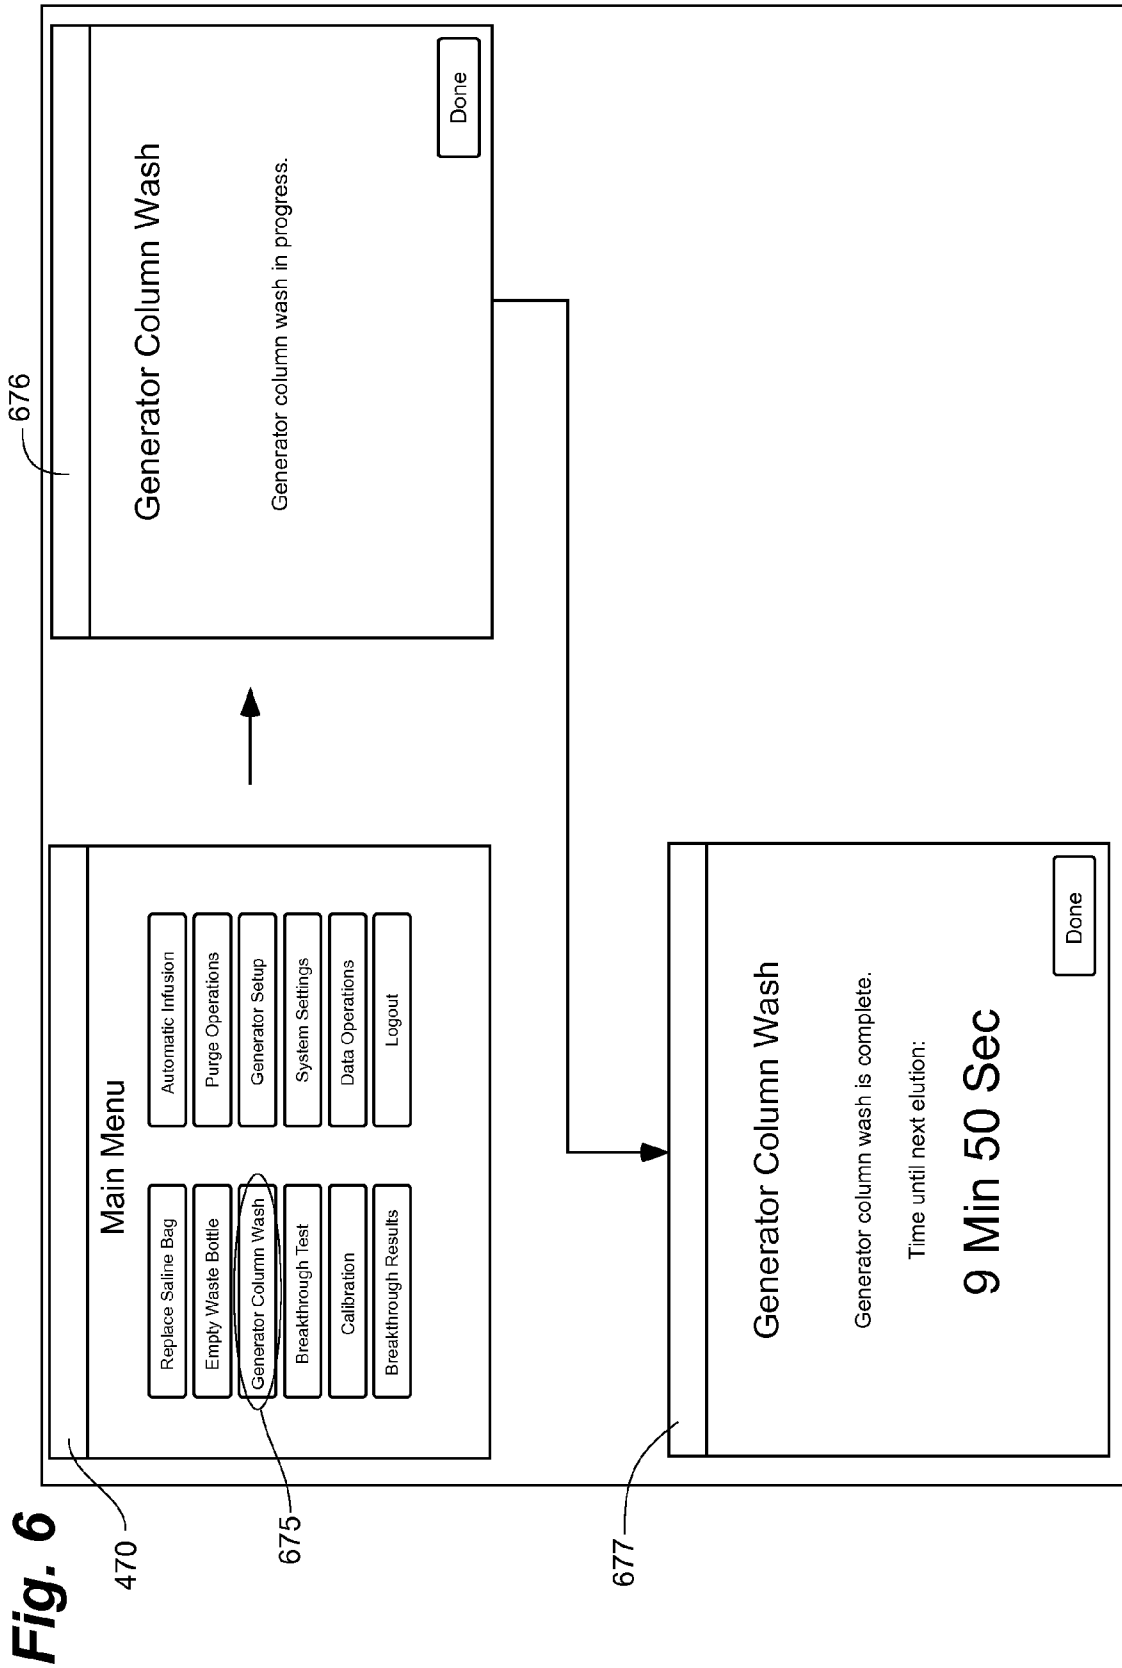 Fig. 6
470
Main Menu
Replace Saline Bag
Automatic Infusion
Empty Waste Bottle
Purge Operations
Generator Column Wash
Generator Setup
Breakthrough Test
System Settings
Calibration
Data Operations
Breakthrough Results
Logout
675
676
Generator Column Wash
Generator column wash in progress.
Done
677
Generator Column Wash
Generator column wash is complete.
Time until next elution:
9 Min 50 Sec
Done